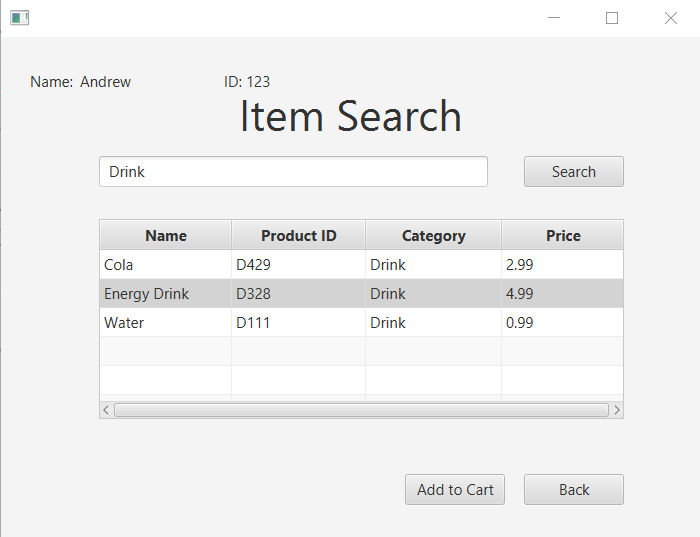 Name: Andrew ID: 123
Item Search
Drink Search
Name Product ID Category Price
Cola D429 Drink 2.99
Energy Drink D328 Drink 4.99
Water D111 Drink 0.99
Add to Cart Back